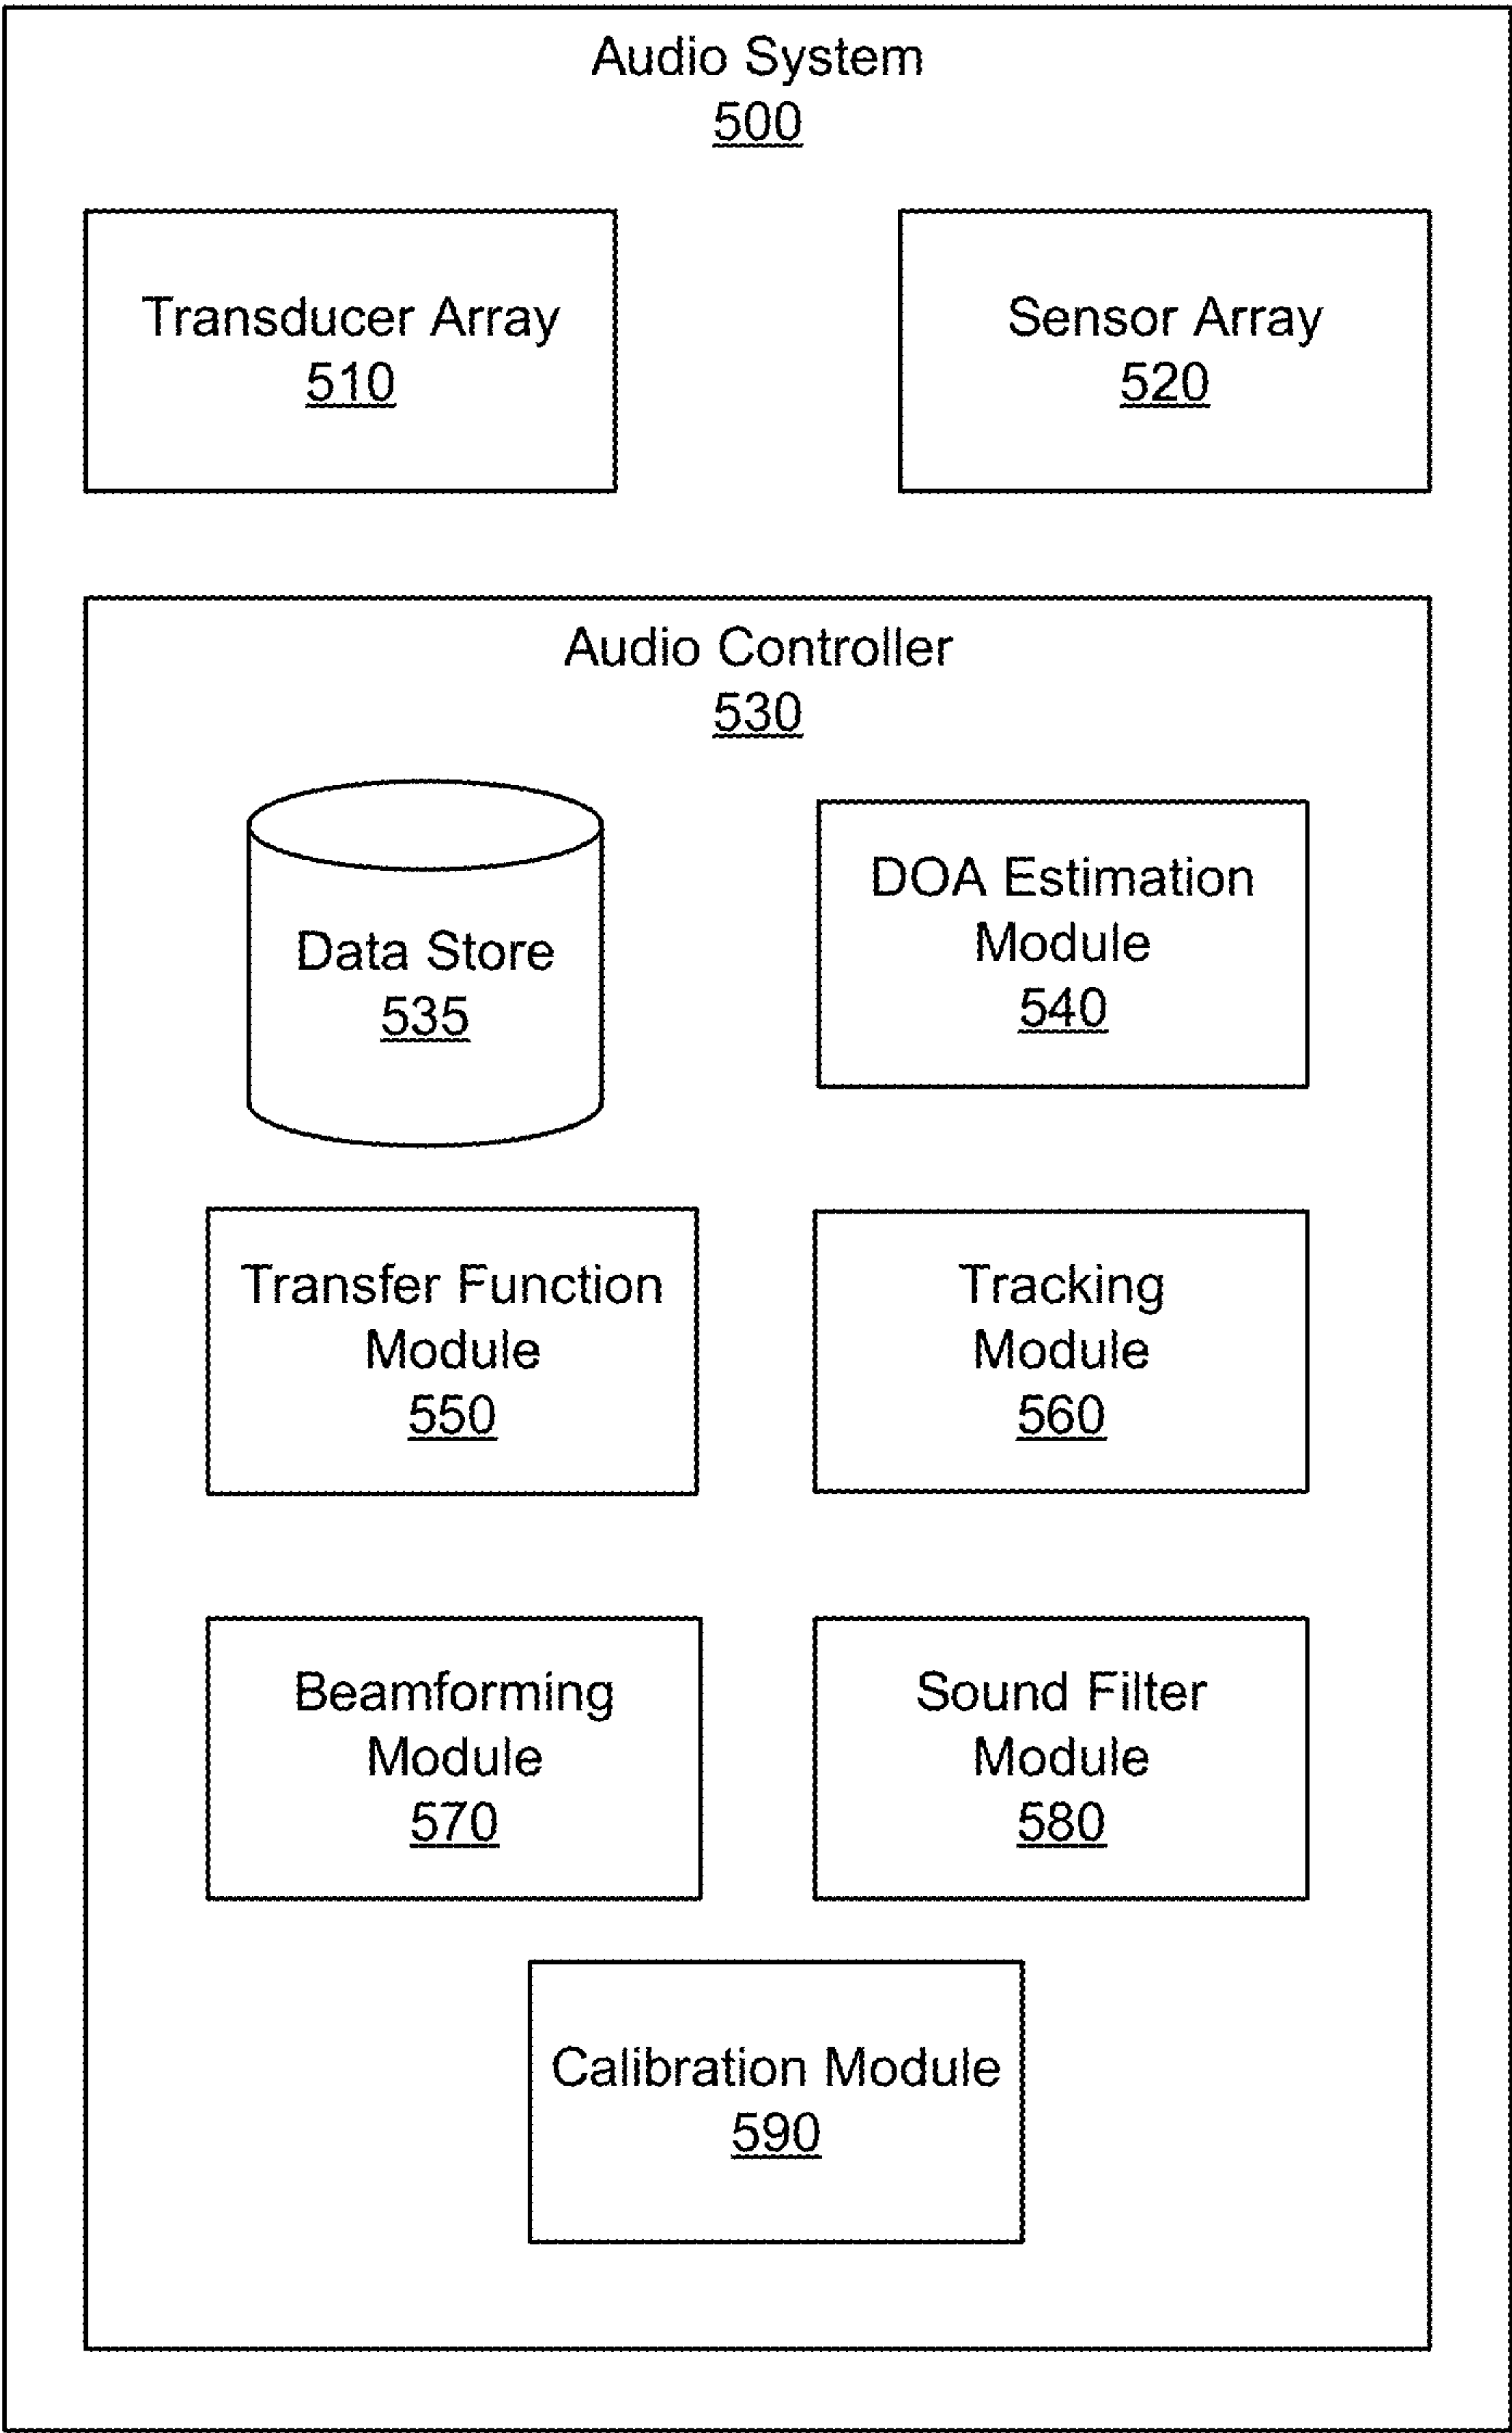 Audio System
500
Transducer Array
510
Sensor Array
520
Audio Controller
530
Data Store
535
DOA Estimation
Module
540
Transfer Function
Module
550
Tracking
Module
560
Beamforming
Module
570
Sound Filter
Module
580
Calibration Module
590